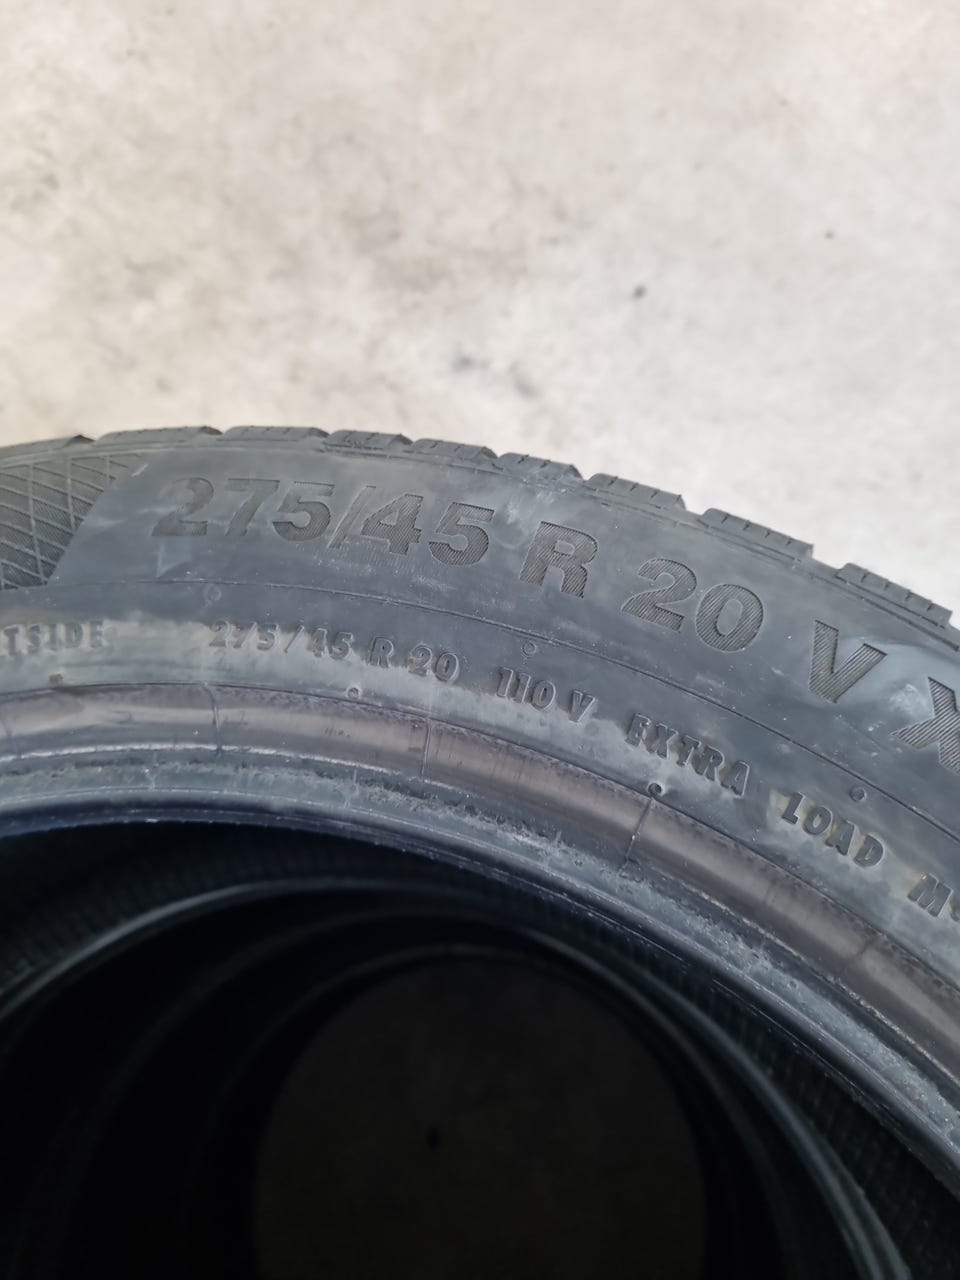 275/45 R 20 V X
TSIDE 275/45 R 20 110 V EXTRA LOAD M